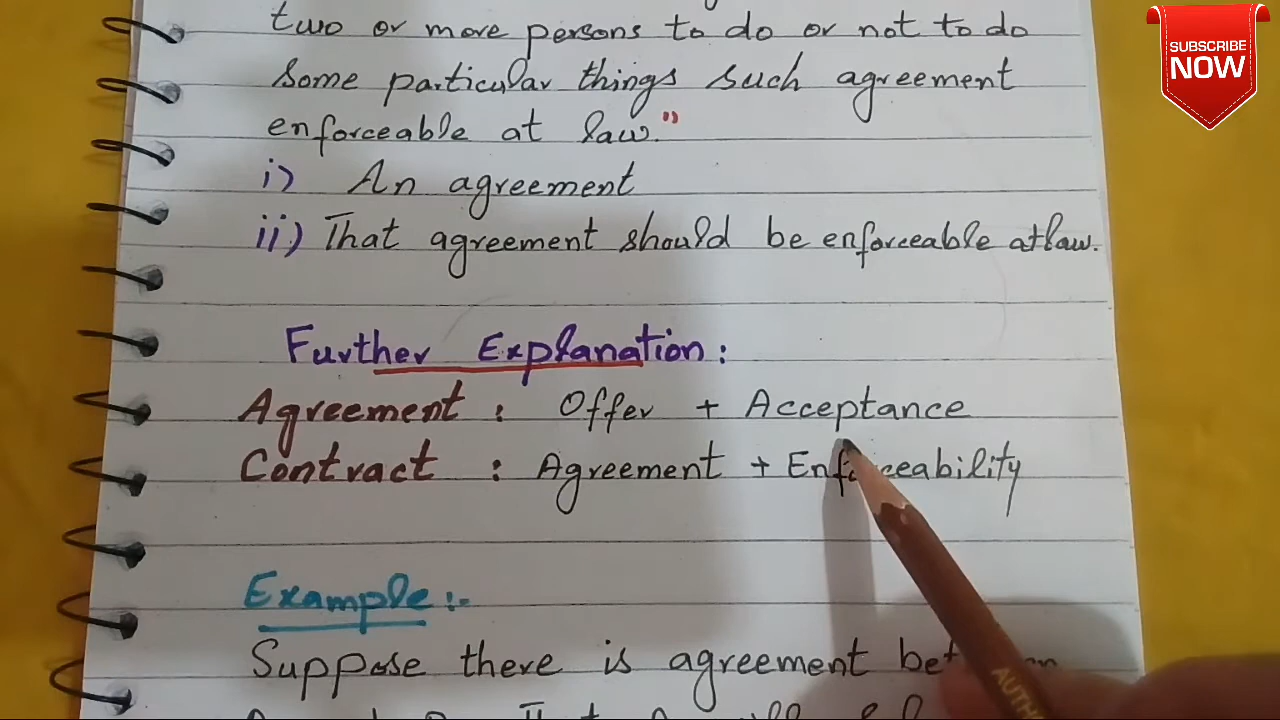 two or more persons to do or not to do
some particular things such agreement
enforceable at law."
i) An agreement
ii) That agreement should be enforceable at law.
Further Explanation:
Agreement : Offer + Acceptance
Contract : Agreement + Enforceability
Example :-
Suppose there is agreement between
SUBSCRIBE
NOW
AUTH